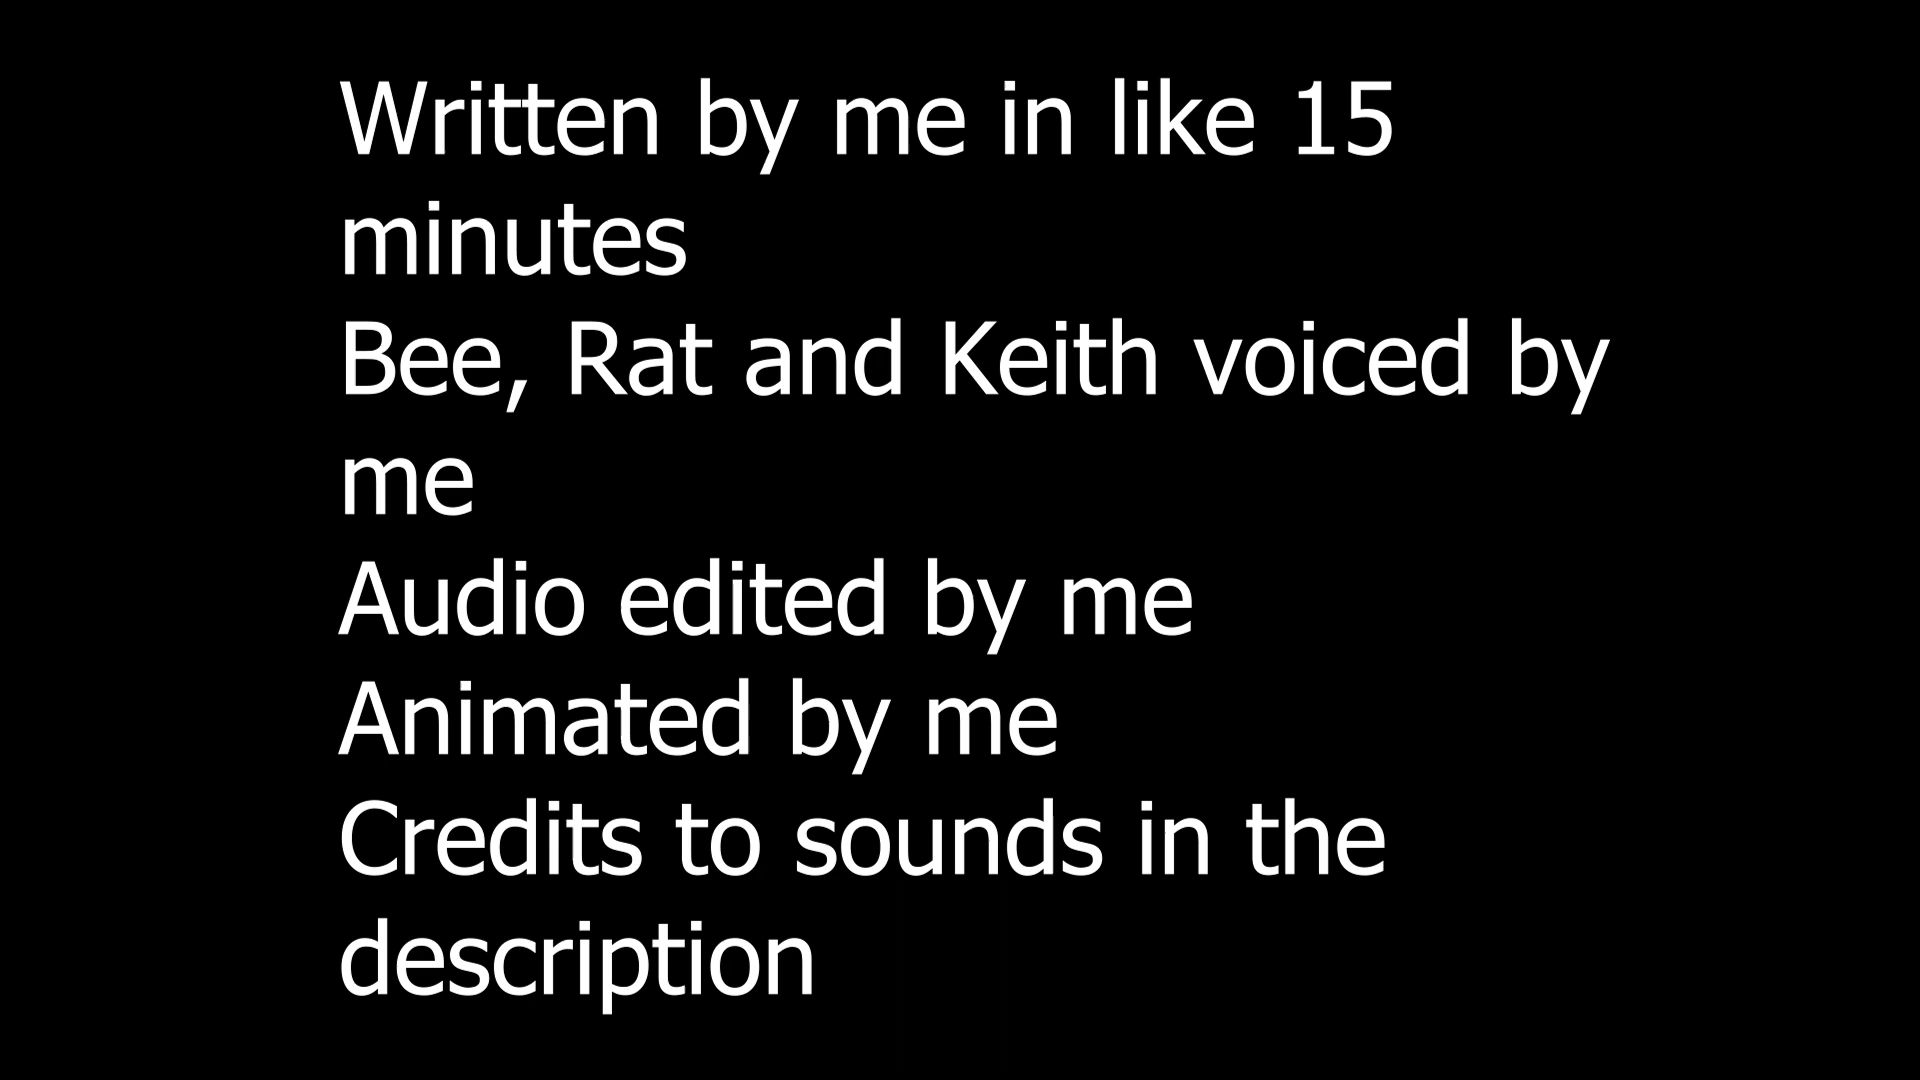 Written by me in like 15
minutes
Bee, Rat and Keith voiced by
me
Audio edited by me
Animated by me
Credits to sounds in the
description